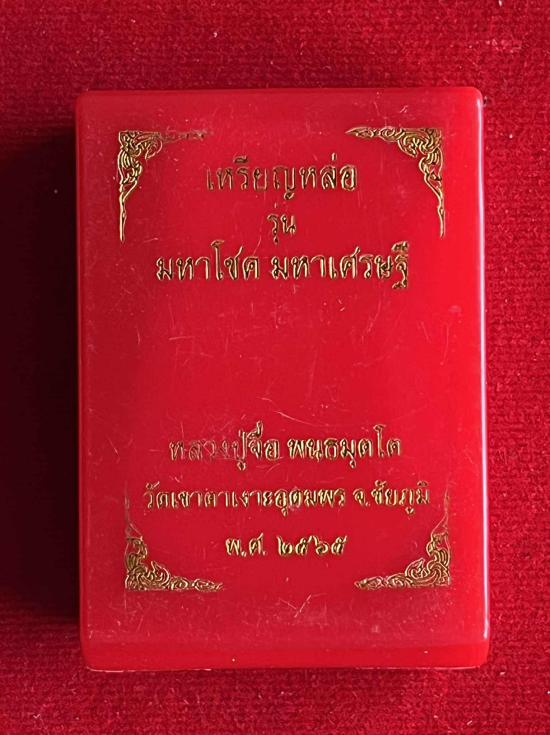 เหรียญหล่อ
รุ่น
มหาโชค มหาเศรษฐี
หลวงปู่จื่อ พนฺธมุตฺโต
วัดเขาตาเงาะอุดมพร จ.ชัยภูมิ
พ.ศ. ๒๕๖๕